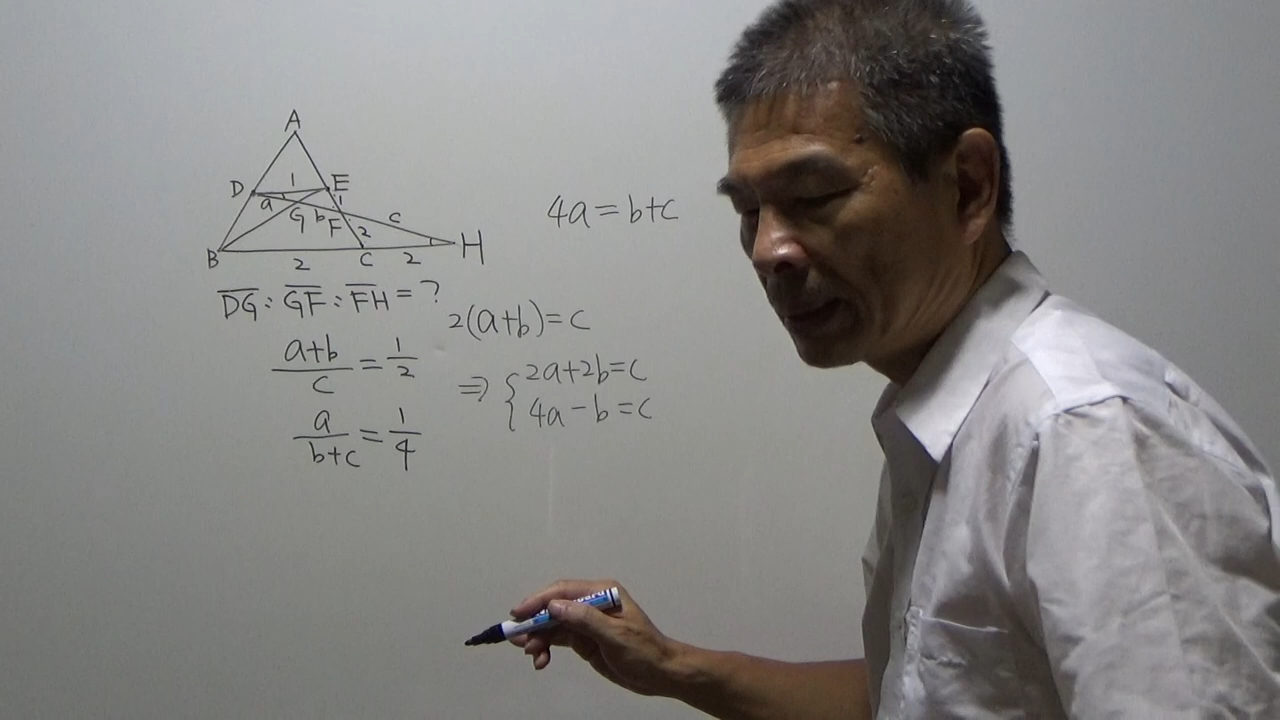 A
D 1 E
a G b F 1 c
2
B 2 C 2 H
4a=b+c
DG : GF : FH = ?
2(a+b)=c
a+b/c = 1/2
⇒ { 2a+2b=c
4a-b=c
a/b+c = 1/4